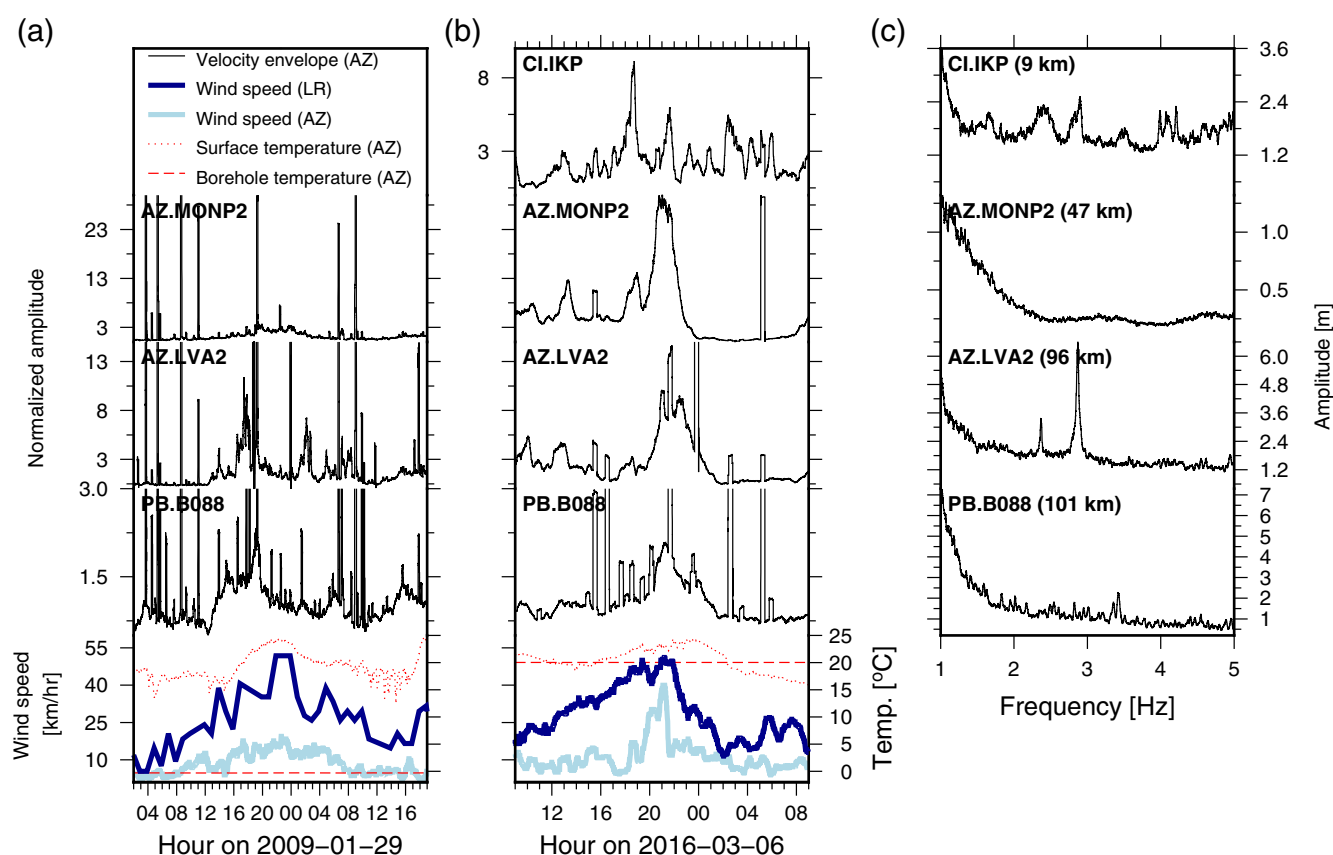 (a)
Velocity envelope (AZ)
Wind speed (LR)
Wind speed (AZ)
Surface temperature (AZ)
Borehole temperature (AZ)
AZ.MONP2
23
13
3
AZ.LVA2
13
8
3
PB.B088
3.0
1.5
Normalized amplitude
55
40
25
10
Wind speed
[km/hr]
04 08 12 16 20 00 04 08 12 16
Hour on 2009−01−29
(b)
CI.IKP
8
3
AZ.MONP2
AZ.LVA2
PB.B088
25
20
15
10
5
0
Temp. [ºC]
12 16 20 00 04 08
Hour on 2016−03−06
(c)
CI.IKP (9 km)
3.6
2.4
1.2
AZ.MONP2 (47 km)
1.0
0.5
AZ.LVA2 (96 km)
6.0
4.8
3.6
2.4
1.2
PB.B088 (101 km)
7
6
5
4
3
2
1
Amplitude [m]
1 2 3 4 5
Frequency [Hz]